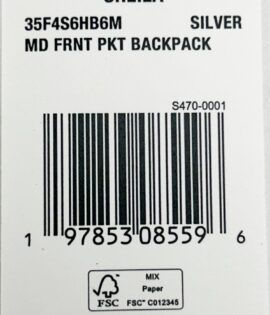 35F4S6HB6M SILVER
MD FRNT PKT BACKPACK
S470-0001
1 97853 08559 6
MIX
Paper
FSC
FSC™ C012345